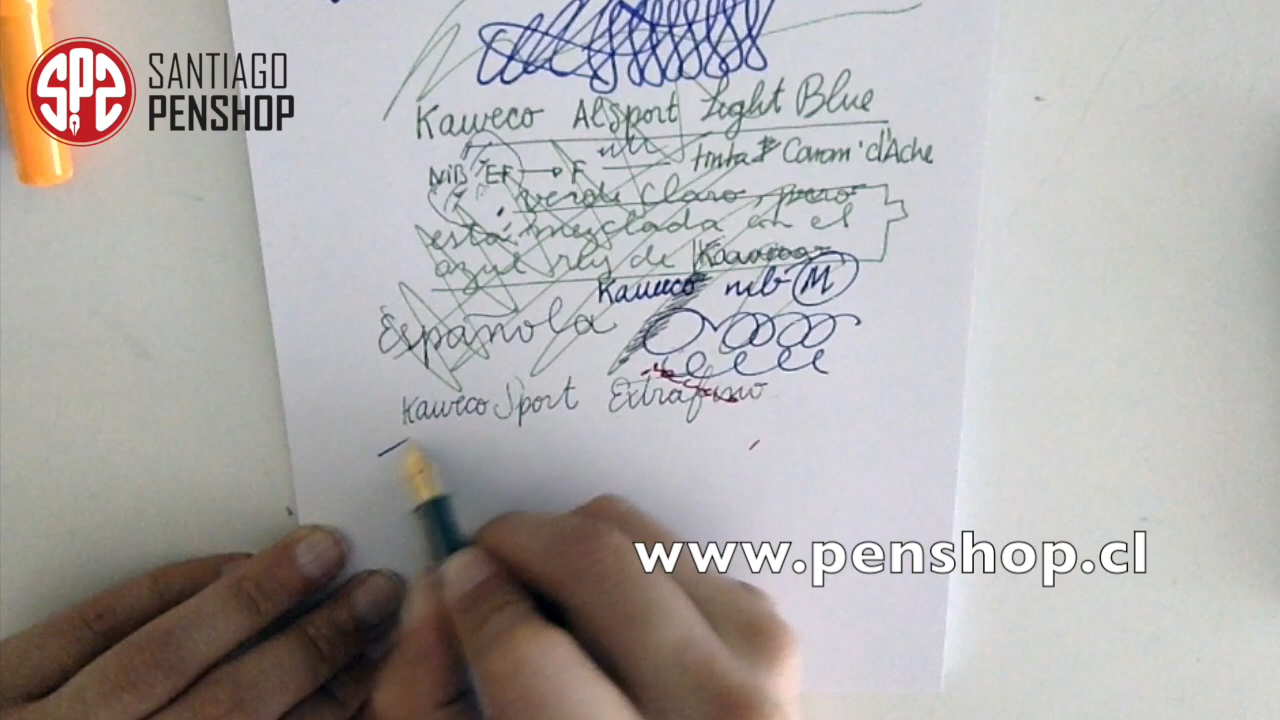 SANTIAGO
PENSHOP
Kaweco AlSport Light Blue
NiB EF → F tinta Caran d'Ache
verde claro, pero
está mezclada con el
azul rey de Kaweco
Kaweco nib M
Española
Kaweco Sport Extrafino
www.penshop.cl